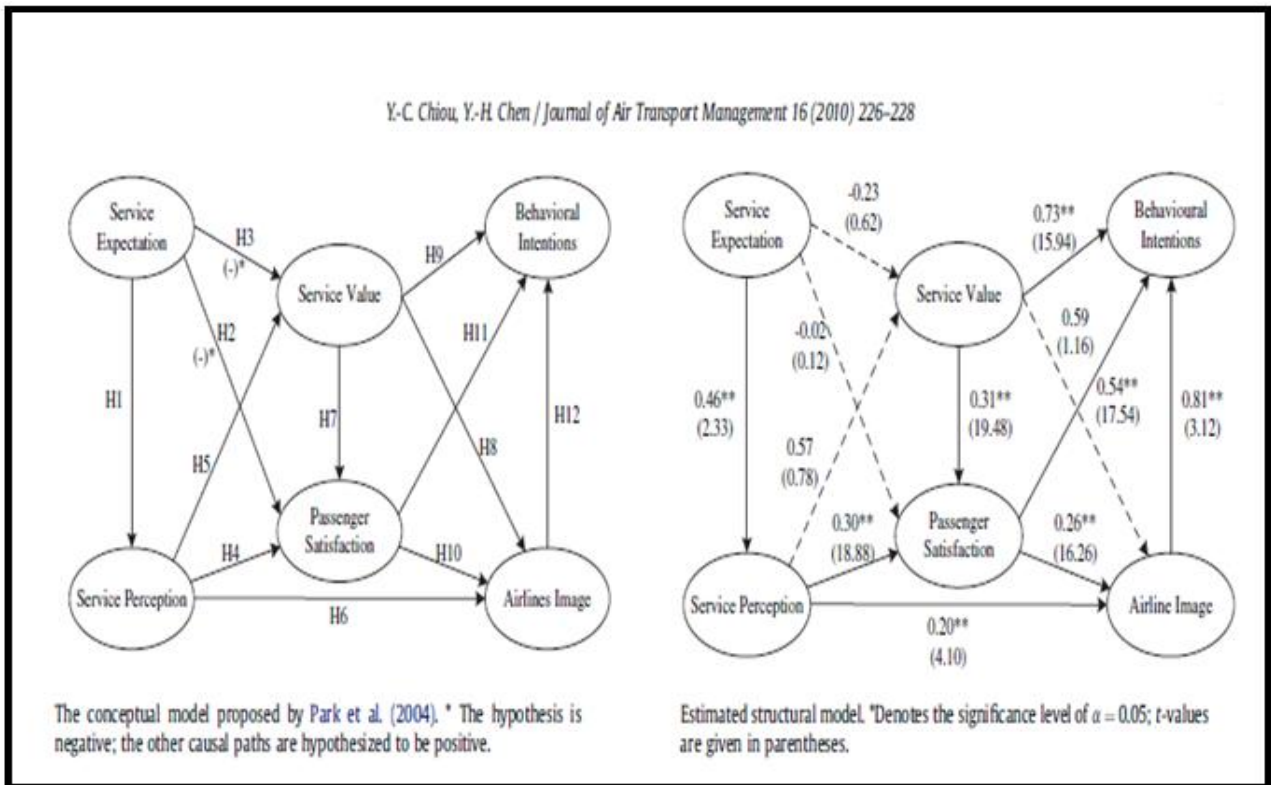 Y.-C. Chiou, Y.-H. Chen / Journal of Air Transport Management 16 (2010) 226–228
Service
Expectation
H3
(-)*
Service Value
H9
Behavioral
Intentions
H2
(-)*
H11
H1
H7
H12
H5
H8
Passenger
Satisfaction
H4
H10
Service Perception
H6
Airlines Image
The conceptual model proposed by Park et al. (2004). * The hypothesis is
negative; the other causal paths are hypothesized to be positive.
Service
Expectation
-0.23
(0.62)
Service Value
0.73**
(15.94)
Behavioural
Intentions
-0.02
(0.12)
0.59
(1.16)
0.46**
(2.33)
0.31**
(19.48)
0.54**
(17.54)
0.81**
(3.12)
0.57
(0.78)
0.30**
(18.88)
Passenger
Satisfaction
0.26**
(16.26)
Service Perception
0.20**
(4.10)
Airline Image
Estimated structural model. *Denotes the significance level of α = 0.05; t-values
are given in parentheses.